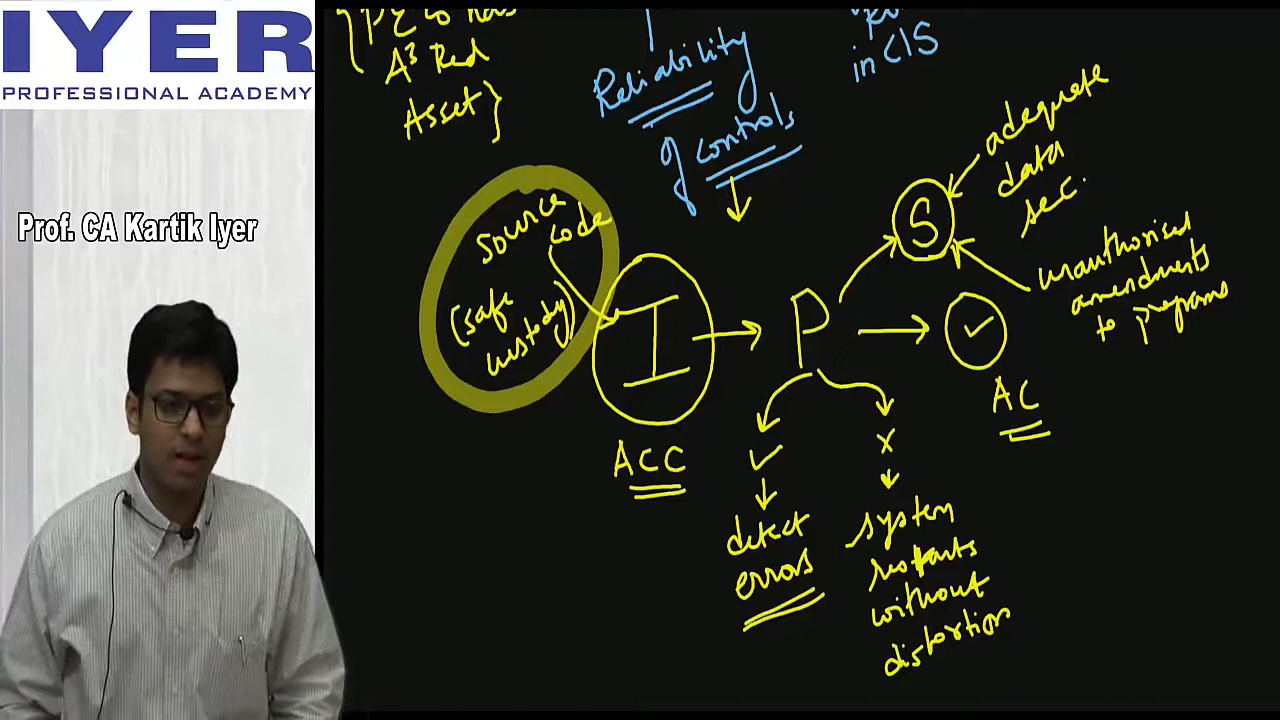 IYER
PROFESSIONAL ACADEMY
Prof. CA Kartik Iyer
A³ Red
Asset}
Reliability
of controls
in CIS
source
code
(safe
custody)
I
ACC
P
S
adequate
data
sec.
unauthorised
amendments
to programs
AC
detect
errors
system
restarts
without
distortion